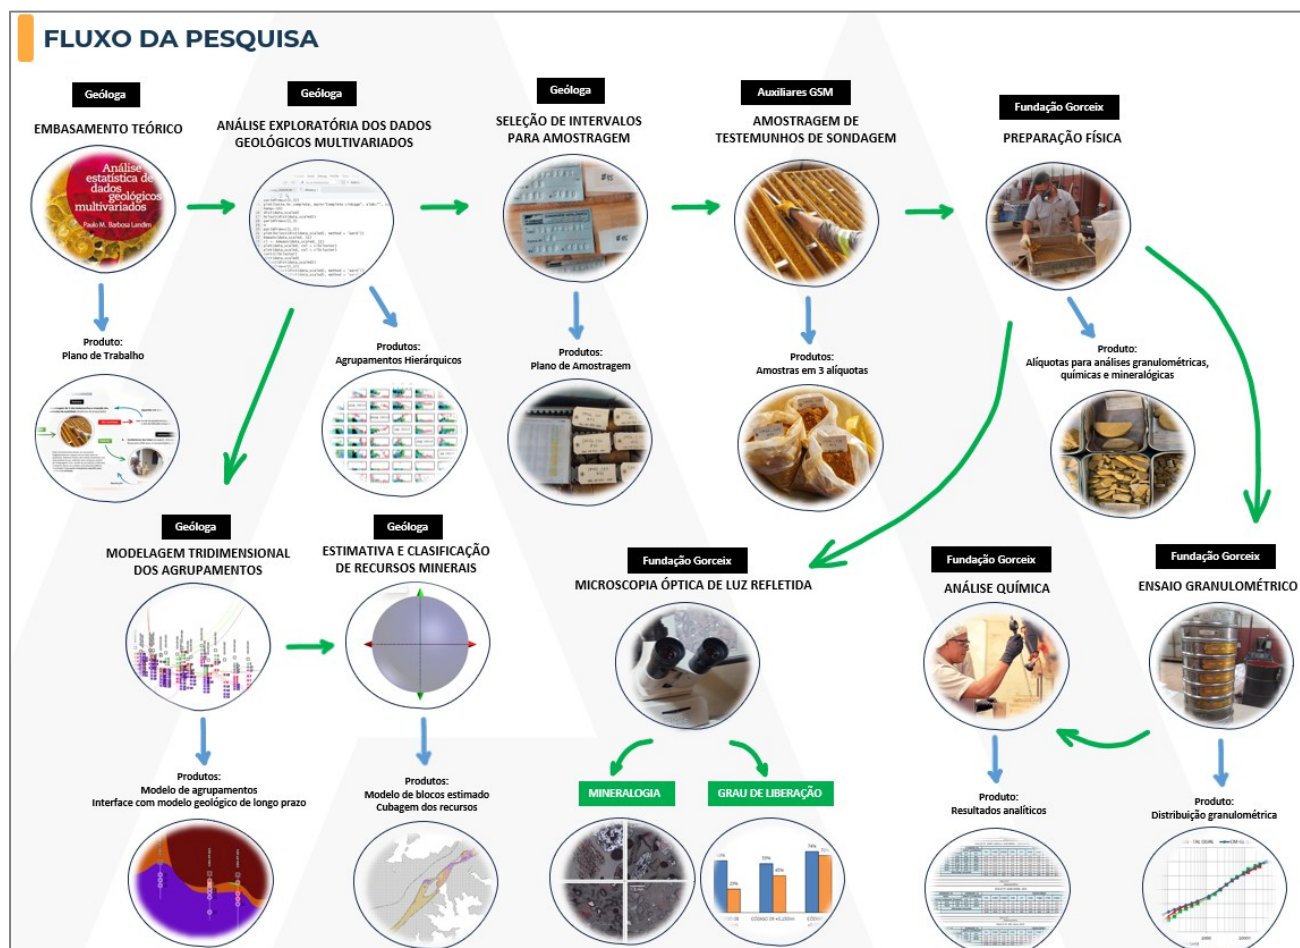 FLUXO DA PESQUISA
Geóloga
EMBASAMENTO TEÓRICO
Análise
estatística de
dados
geológicos
multivariados
Paulo M. Barbosa Landim
Produto:
Plano de Trabalho
Geóloga
ANÁLISE EXPLORATÓRIA DOS DADOS
GEOLÓGICOS MULTIVARIADOS
Produtos:
Agrupamentos Hierárquicos
Geóloga
SELEÇÃO DE INTERVALOS
PARA AMOSTRAGEM
Produtos:
Plano de Amostragem
Auxiliares GSM
AMOSTRAGEM DE
TESTEMUNHOS DE SONDAGEM
Produtos:
Amostras em 3 alíquotas
Fundação Gorceix
PREPARAÇÃO FÍSICA
Produto:
Alíquotas para análises granulométricas,
químicas e mineralógicas
Geóloga
MODELAGEM TRIDIMENSIONAL
DOS AGRUPAMENTOS
Produtos:
Modelo de agrupamentos
Interface com modelo geológico de longo prazo
Geóloga
ESTIMATIVA E CLASIFICAÇÃO
DE RECURSOS MINERAIS
Produtos:
Modelo de blocos estimado
Cubagem dos recursos
Fundação Gorceix
MICROSCOPIA ÓPTICA DE LUZ REFLETIDA
MINERALOGIA
GRAU DE LIBERAÇÃO
Fundação Gorceix
ANÁLISE QUÍMICA
Produto:
Resultados analíticos
Fundação Gorceix
ENSAIO GRANULOMÉTRICO
Produto:
Distribuição granulométrica